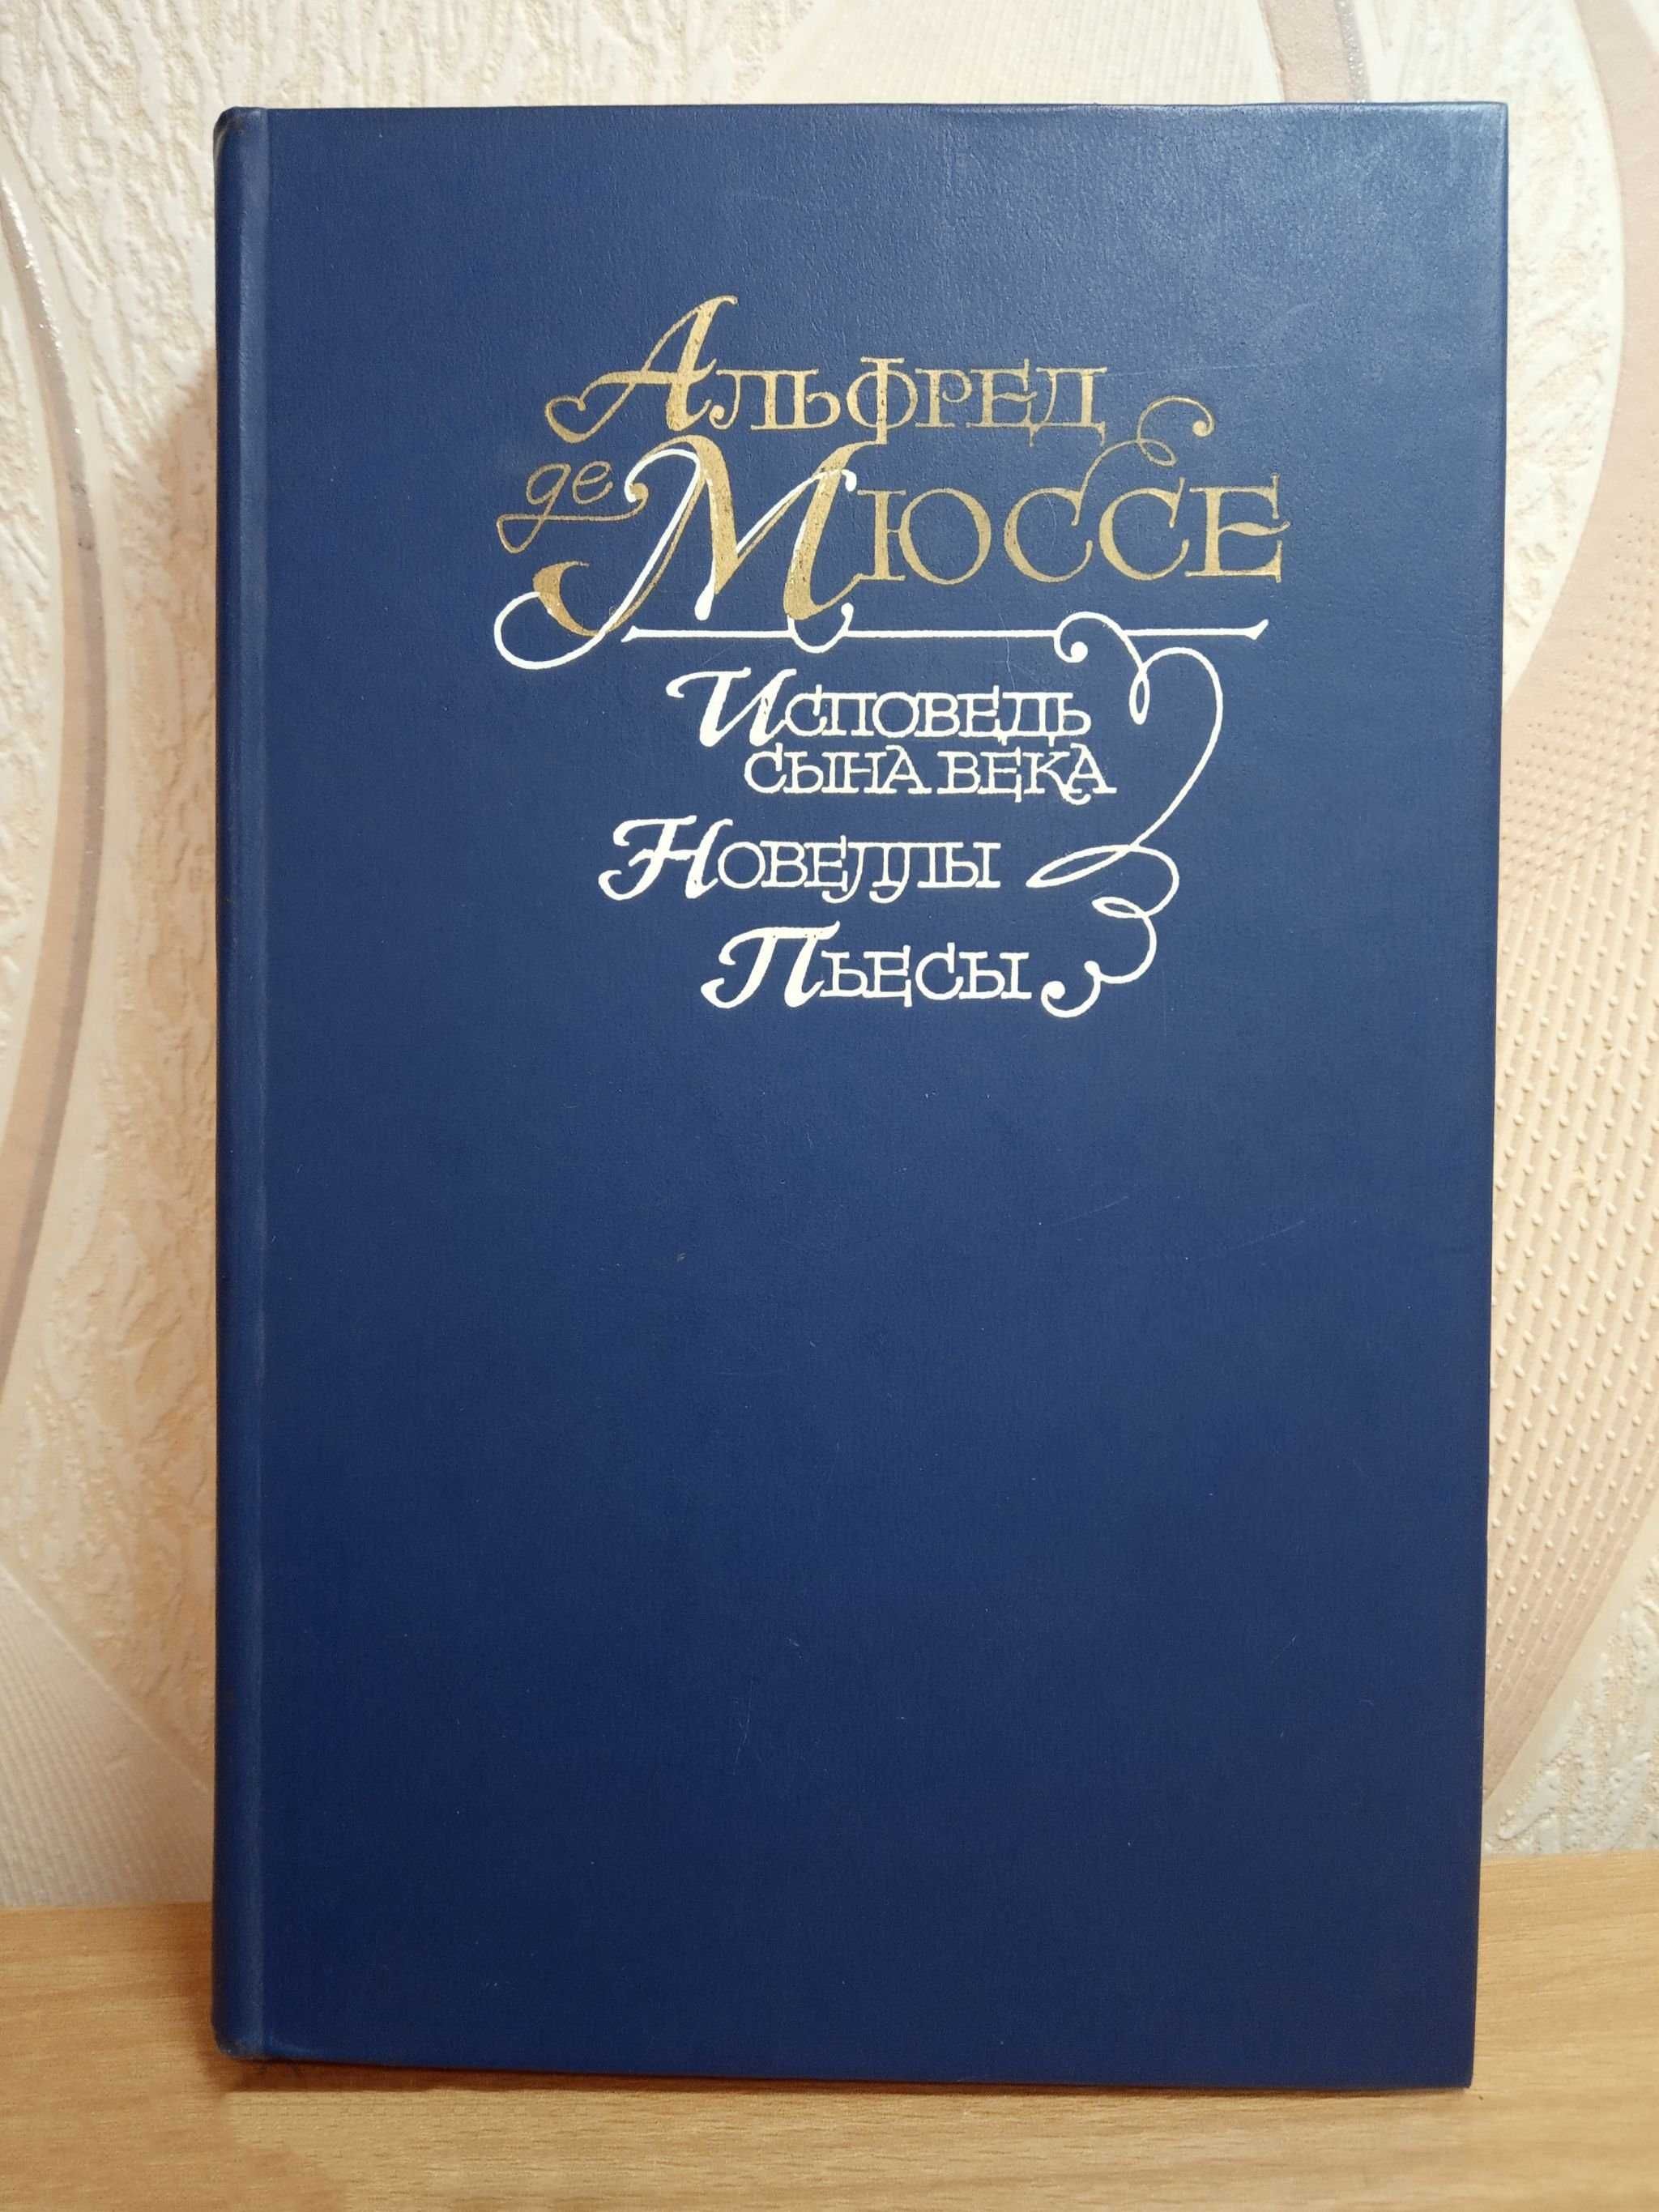 Альфред
де Мюссе
Исповедь
сына века
Новеллы
Пьесы